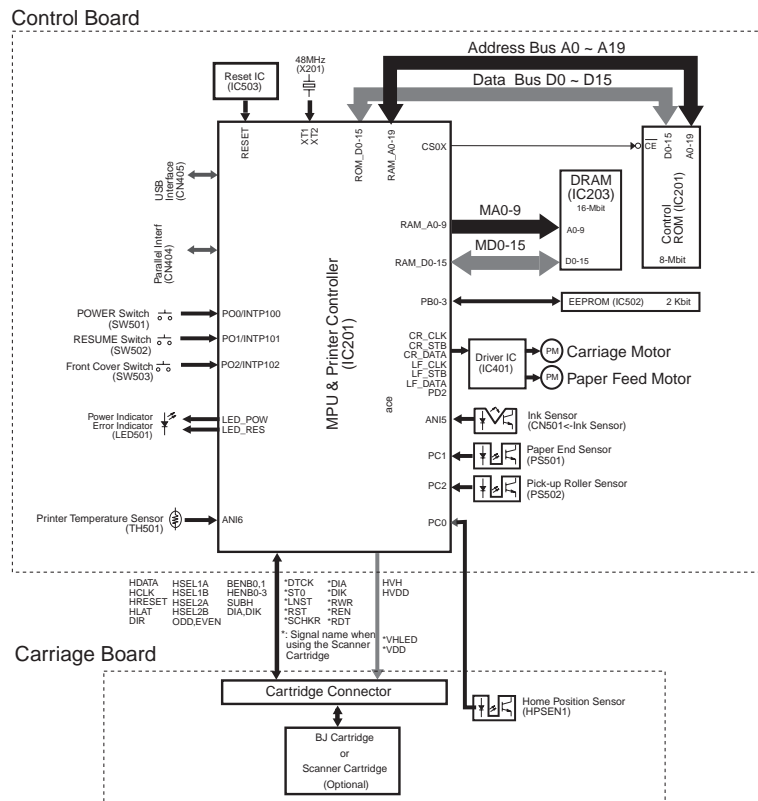 Control Board
Address Bus A0 ~ A19
Data Bus D0 ~ D15
48MHz
(X201)
Reset IC
(IC503)
RESET
XT1
XT2
ROM_D0-15
RAM_A0-19
CS0X
CE
D0-15
A0-19
Control
ROM (IC201)
8-Mbit
DRAM
(IC203)
16-Mbit
A0-9
D0-15
MA0-9
MD0-15
RAM_A0-9
RAM_D0-15
USB
Interface
(CN405)
Parallel Interf
(CN404)
ace
MPU & Printer Controller
(IC201)
POWER Switch
(SW501)
PO0/INTP100
RESUME Switch
(SW502)
PO1/INTP101
Front Cover Switch
(SW503)
PO2/INTP102
Power Indicator
Error Indicator
(LED501)
LED_POW
LED_RES
Printer Temperature Sensor
(TH501)
ANI6
PB0-3
EEPROM (IC502) 2 Kbit
CR_CLK
CR_STB
CR_DATA
LF_CLK
LF_STB
LF_DATA
PD2
Driver IC
(IC401)
PM
Carriage Motor
PM
Paper Feed Motor
ANI5
Ink Sensor
(CN501<-Ink Sensor)
PC1
Paper End Sensor
(PS501)
PC2
Pick-up Roller Sensor
(PS502)
PC0
HDATA
HCLK
HRESET
HLAT
DIR
HSEL1A
HSEL1B
HSEL2A
HSEL2B
ODD,EVEN
BENB0,1
HENB0-3
SUBH
DIA,DIK
*DTCK
*ST0
*LNST
*RST
*SCHKR
*DIA
*DIK
*RWR
*REN
*RDT
*: Signal name when
using the Scanner
Cartridge
HVH
HVDD
*VHLED
*VDD
Carriage Board
Cartridge Connector
BJ Cartridge
or
Scanner Cartridge
(Optional)
Home Position Sensor
(HPSEN1)